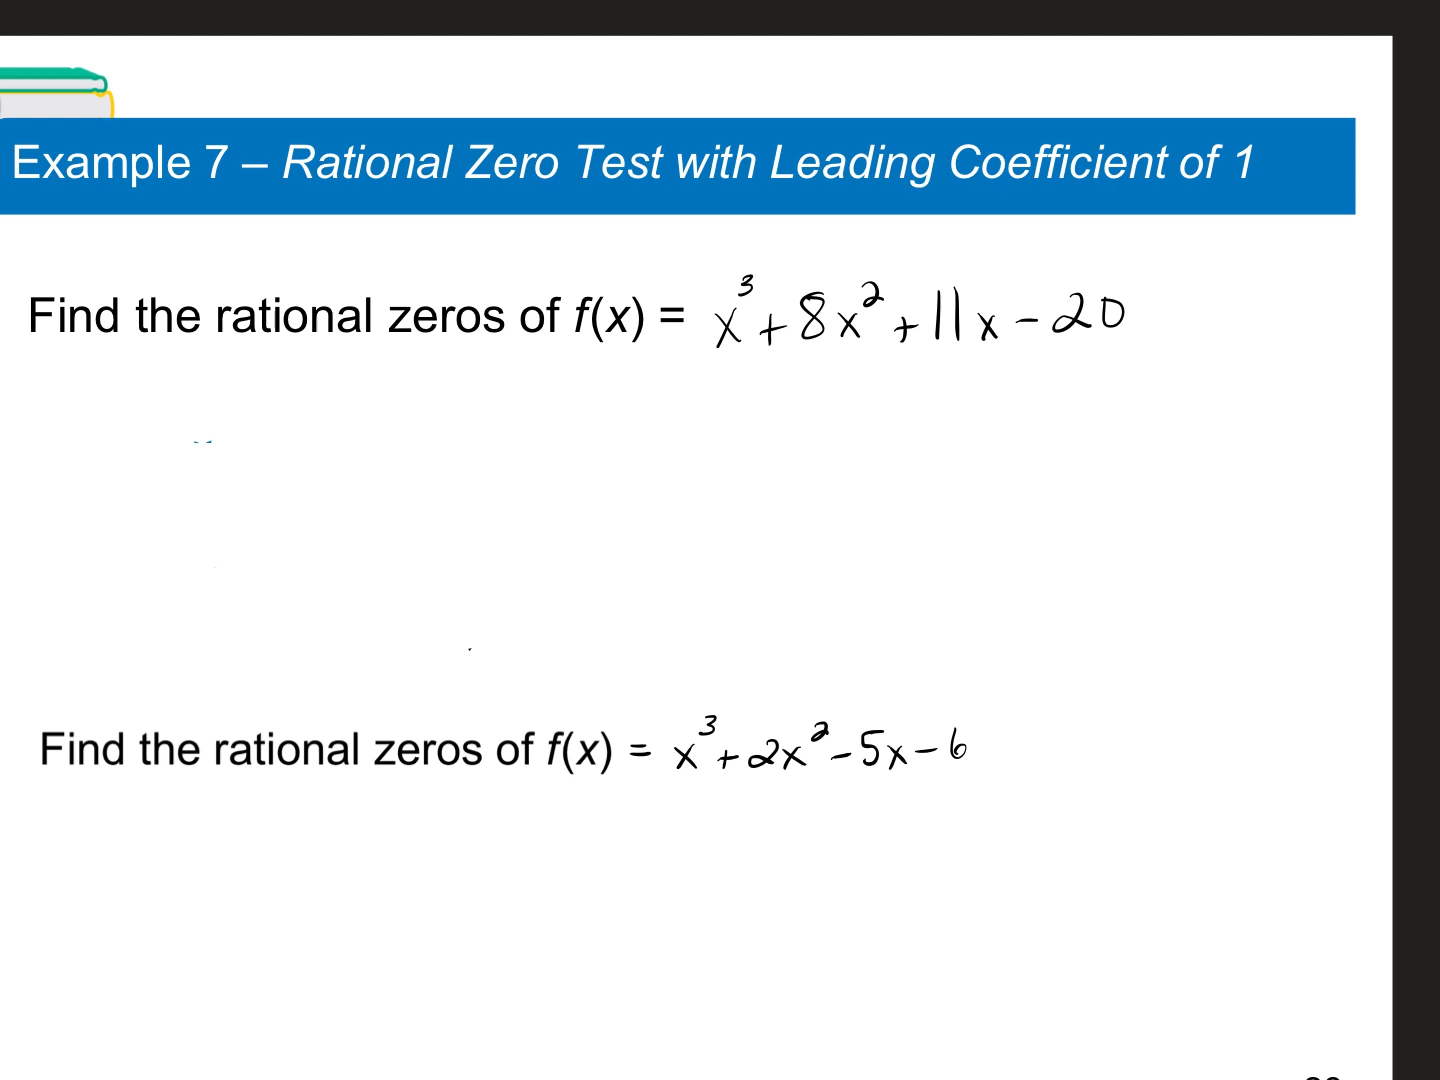 Example 7 – Rational Zero Test with Leading Coefficient of 1
Find the rational zeros of f(x) = x³ + 8x² + 11x - 20
Find the rational zeros of f(x) = x³ + 2x² - 5x - 6